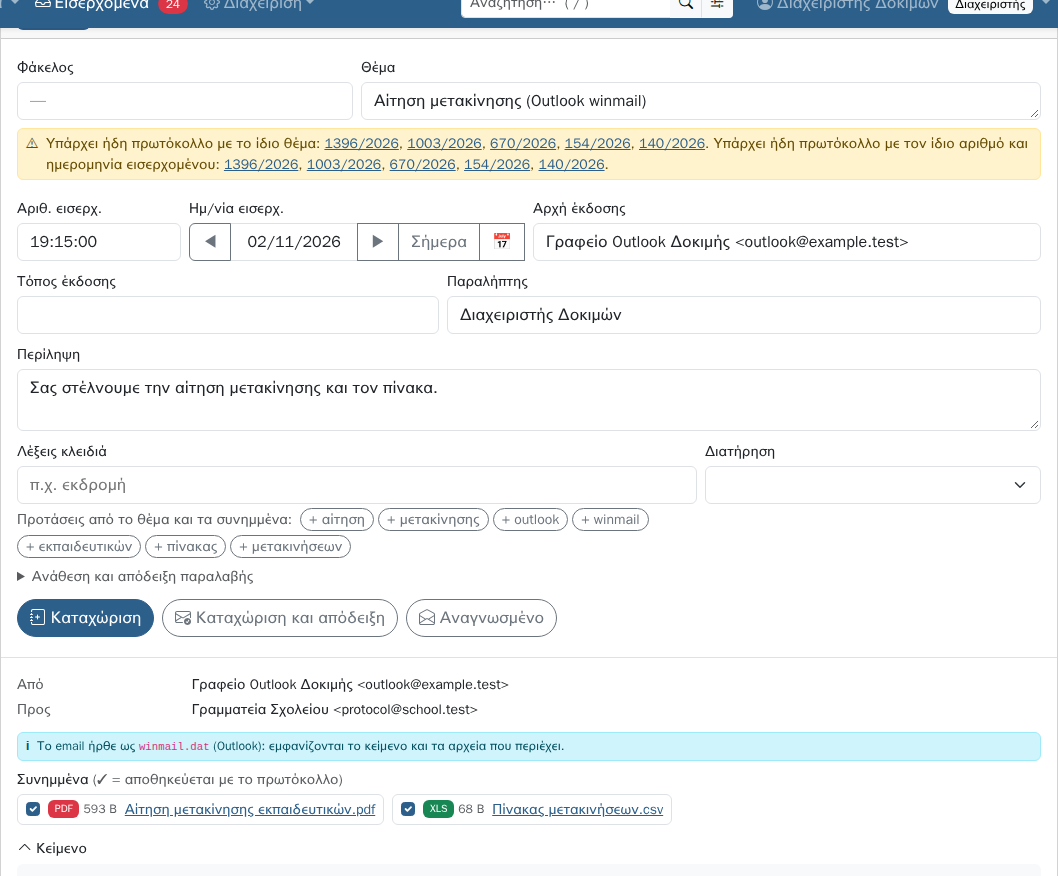 Εισερχόμενα 24 Διαχείριση Αναζήτηση… ( / ) Διαχειριστής Δοκιμών Διαχειριστής
Φάκελος Θέμα
— Αίτηση μετακίνησης (Outlook winmail)
⚠ Υπάρχει ήδη πρωτόκολλο με το ίδιο θέμα: 1396/2026, 1003/2026, 670/2026, 154/2026, 140/2026. Υπάρχει ήδη πρωτόκολλο με τον ίδιο αριθμό και
ημερομηνία εισερχομένου: 1396/2026, 1003/2026, 670/2026, 154/2026, 140/2026.
Αριθ. εισερχ. Ημ/νία εισερχ. Αρχή έκδοσης
19:15:00 ◀ 02/11/2026 ▶ Σήμερα 📅 Γραφείο Outlook Δοκιμής <outlook@example.test>
Τόπος έκδοσης Παραλήπτης
Διαχειριστής Δοκιμών
Περίληψη
Σας στέλνουμε την αίτηση μετακίνησης και τον πίνακα.
Λέξεις κλειδιά Διατήρηση
π.χ. εκδρομή
Προτάσεις από το θέμα και τα συνημμένα: + αίτηση + μετακίνησης + outlook + winmail
+ εκπαιδευτικών + πίνακας + μετακινήσεων
▶ Ανάθεση και απόδειξη παραλαβής
Καταχώριση Καταχώριση και απόδειξη Αναγνωσμένο
Από Γραφείο Outlook Δοκιμής <outlook@example.test>
Προς Γραμματεία Σχολείου <protocol@school.test>
ℹ Το email ήρθε ως winmail.dat (Outlook): εμφανίζονται το κείμενο και τα αρχεία που περιέχει.
Συνημμένα (✓ = αποθηκεύεται με το πρωτόκολλο)
PDF 593 B Αίτηση μετακίνησης εκπαιδευτικών.pdf XLS 68 B Πίνακας μετακινήσεων.csv
Κείμενο